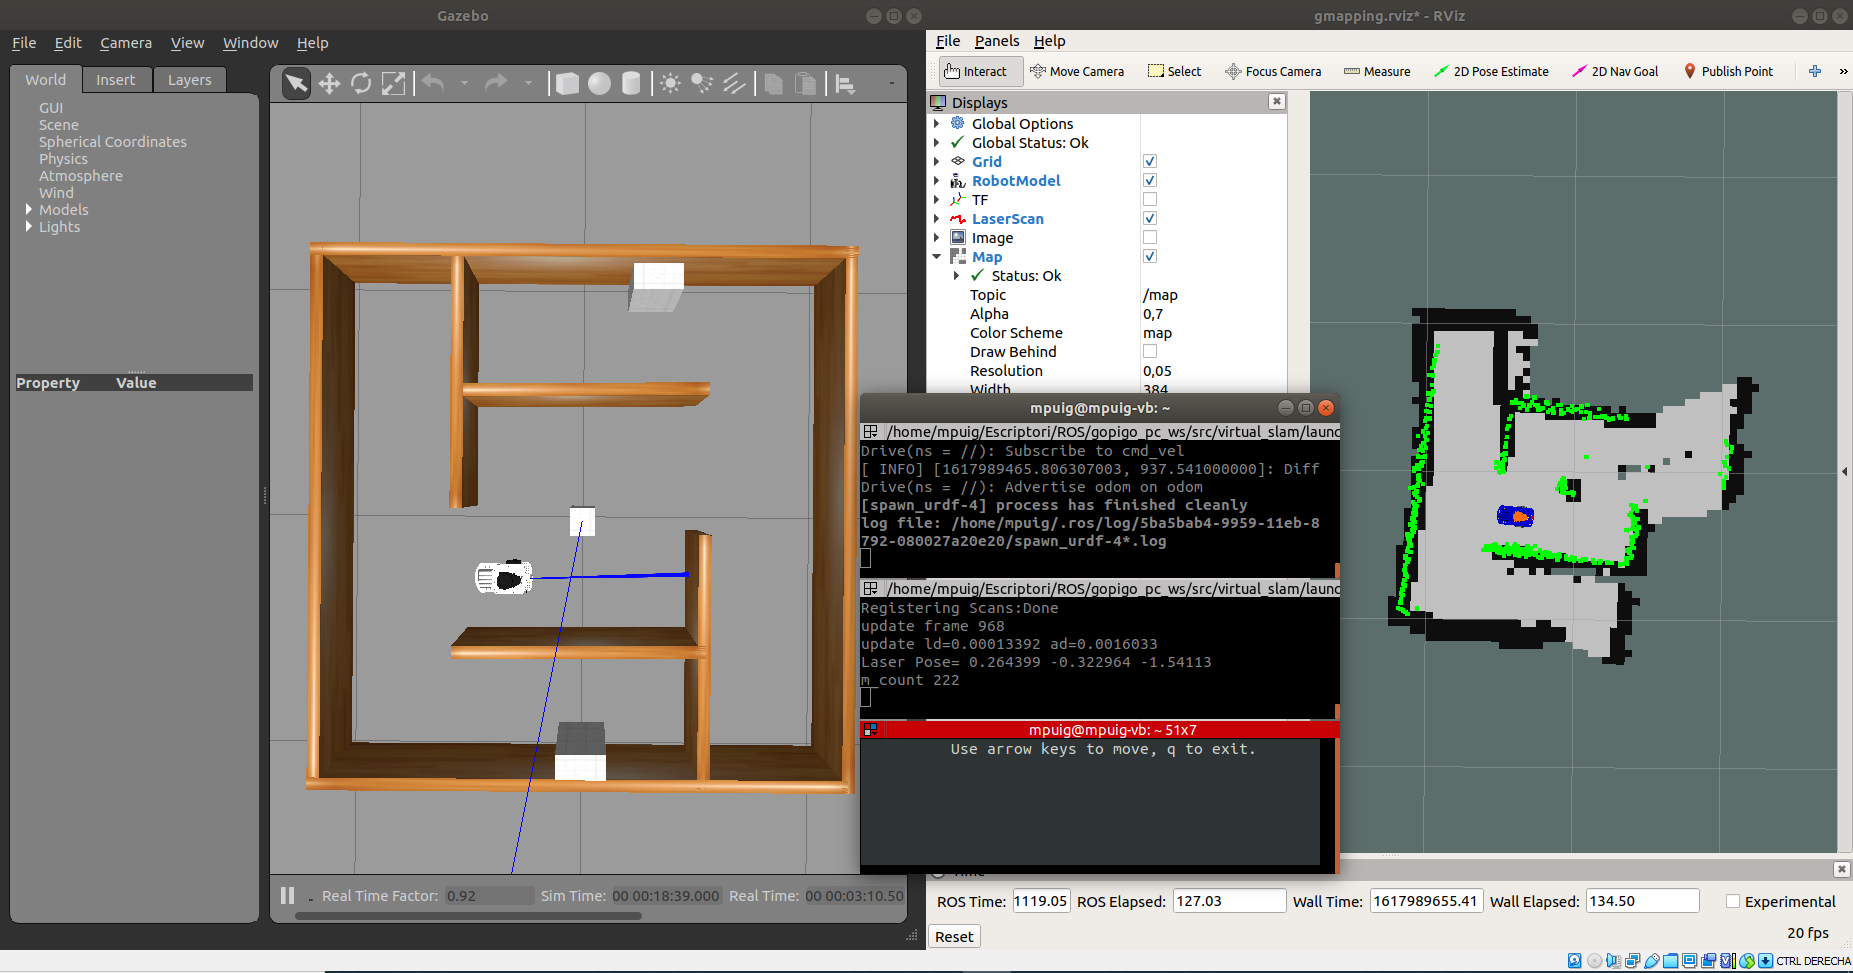 Gazebo
File Edit Camera View Window Help
World Insert Layers
GUI
Scene
Spherical Coordinates
Physics
Atmosphere
Wind
Models
Lights
Property Value
Real Time Factor: 0.92 Sim Time: 00 00:18:39.000 Real Time: 00 00:03:10.50
gmapping.rviz* - RViz
File Panels Help
Interact Move Camera Select Focus Camera Measure 2D Pose Estimate 2D Nav Goal Publish Point
Displays
Global Options
Global Status: Ok
Grid
RobotModel
TF
LaserScan
Image
Map
Status: Ok
Topic /map
Alpha 0,7
Color Scheme map
Draw Behind
Resolution 0,05
Width 384
mpuig@mpuig-vb: ~
/home/mpuig/Escriptori/ROS/gopigo_pc_ws/src/virtual_slam/launc
Drive(ns = //): Subscribe to cmd_vel
[ INFO] [1617989465.806307003, 937.541000000]: Diff
Drive(ns = //): Advertise odom on odom
[spawn_urdf-4] process has finished cleanly
log file: /home/mpuig/.ros/log/5ba5bab4-9959-11eb-8
792-080027a20e20/spawn_urdf-4*.log
/home/mpuig/Escriptori/ROS/gopigo_pc_ws/src/virtual_slam/launc
Registering Scans:Done
update frame 968
update ld=0.00013392 ad=0.0016033
Laser Pose= 0.264399 -0.322964 -1.54113
m_count 222
mpuig@mpuig-vb: ~ 51x7
Use arrow keys to move, q to exit.
Time
ROS Time: 1119.05 ROS Elapsed: 127.03 Wall Time: 1617989655.41 Wall Elapsed: 134.50 Experimental
Reset 20 fps
CTRL DERECHA